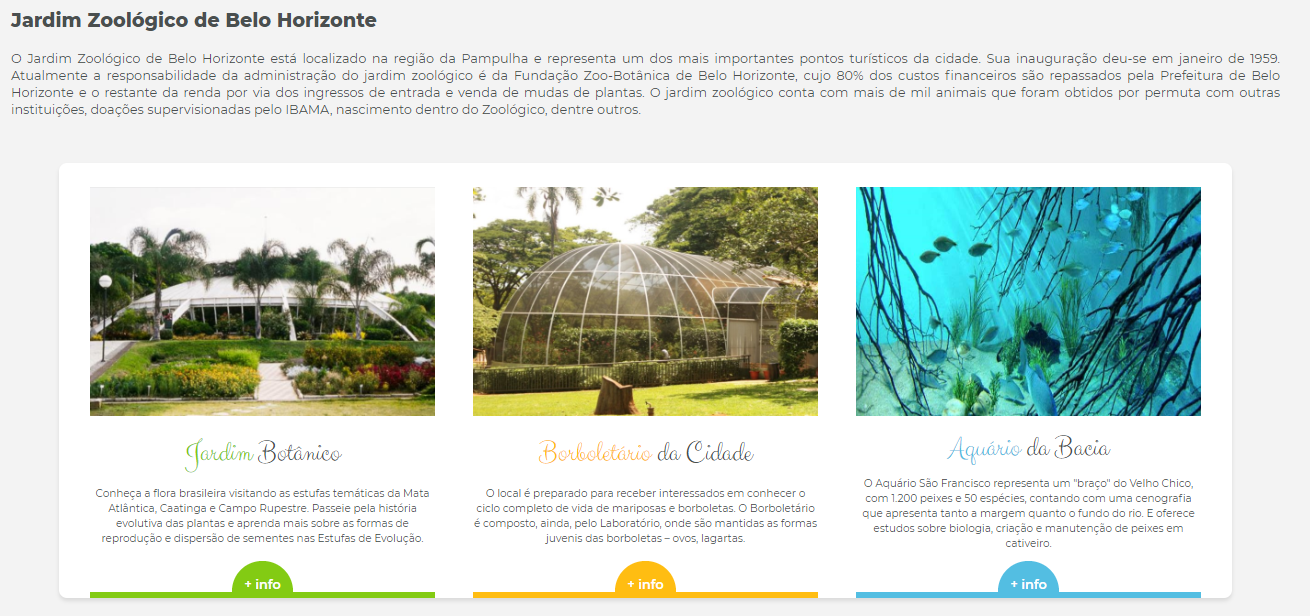 Jardim Zoológico de Belo Horizonte
O Jardim Zoológico de Belo Horizonte está localizado na região da Pampulha e representa um dos mais importantes pontos turísticos da cidade. Sua inauguração deu-se em janeiro de 1959.
Atualmente a responsabilidade da administração do jardim zoológico é da Fundação Zoo-Botânica de Belo Horizonte, cujo 80% dos custos financeiros são repassados pela Prefeitura de Belo
Horizonte e o restante da renda por via dos ingressos de entrada e venda de mudas de plantas. O jardim zoológico conta com mais de mil animais que foram obtidos por permuta com outras
instituições, doações supervisionadas pelo IBAMA, nascimento dentro do Zoológico, dentre outros.
Jardim Botânico
Conheça a flora brasileira visitando as estufas temáticas da Mata
Atlântica, Caatinga e Campo Rupestre. Passeie pela história
evolutiva das plantas e aprenda mais sobre as formas de
reprodução e dispersão de sementes nas Estufas de Evolução.
+ info
Borboletário da Cidade
O local é preparado para receber interessados em conhecer o
ciclo completo de vida de mariposas e borboletas. O Borboletário
é composto, ainda, pelo Laboratório, onde são mantidas as formas
juvenis das borboletas – ovos, lagartas.
+ info
Aquário da Bacia
O Aquário São Francisco representa um "braço" do Velho Chico,
com 1.200 peixes e 50 espécies, contando com uma cenografia
que apresenta tanto a margem quanto o fundo do rio. E oferece
estudos sobre biologia, criação e manutenção de peixes em
cativeiro.
+ info